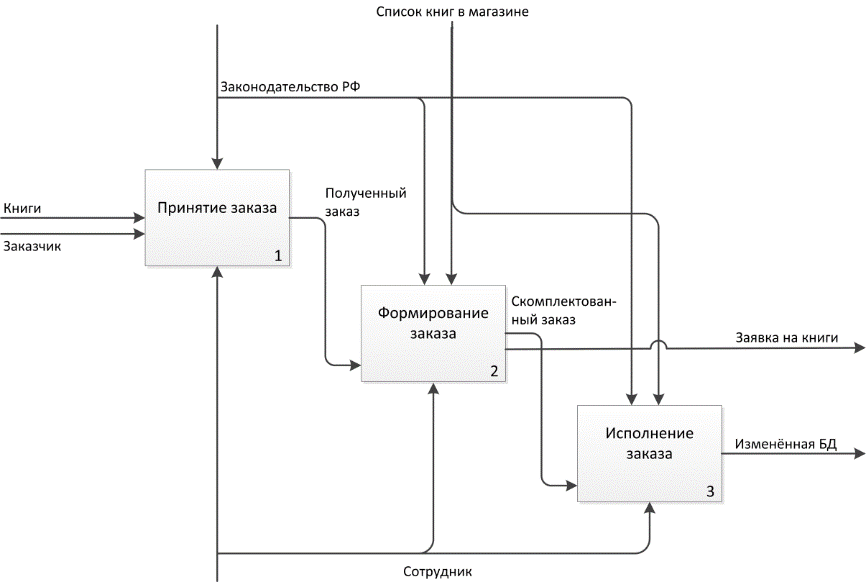 Список книг в магазине
Законодательство РФ
Принятие заказа
1
Книги
Заказчик
Полученный
заказ
Формирование
заказа
2
Скомплектован-
ный заказ
Заявка на книги
Исполнение
заказа
3
Изменённая БД
Сотрудник